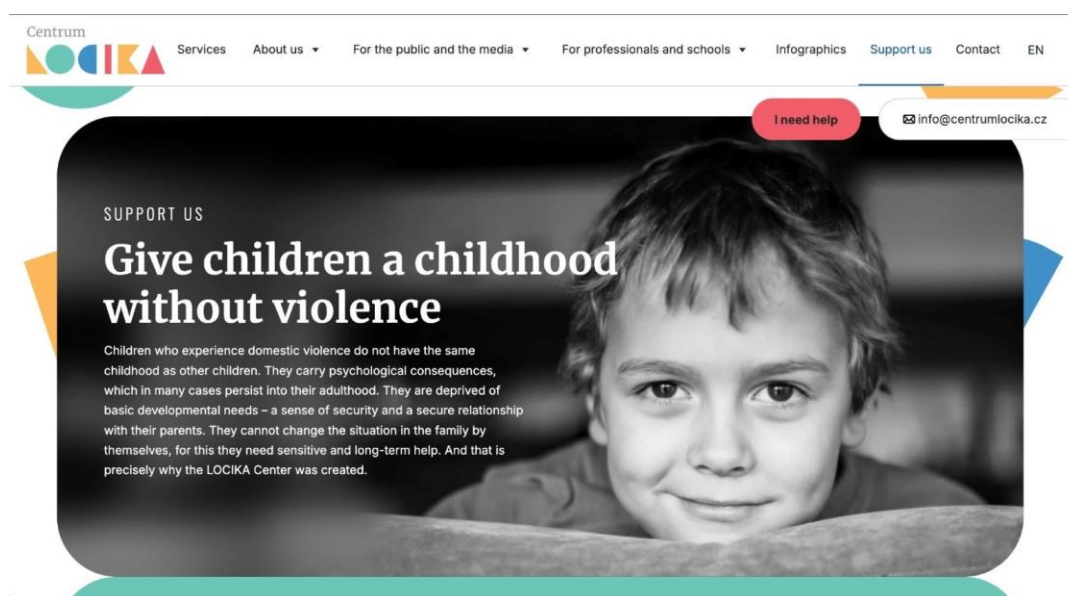 Centrum
LOCIKA
Services
About us
For the public and the media
For professionals and schools
Infographics
Support us
Contact
EN
I need help
info@centrumlocika.cz
SUPPORT US
Give children a childhood
without violence
Children who experience domestic violence do not have the same
childhood as other children. They carry psychological consequences,
which in many cases persist into their adulthood. They are deprived of
basic developmental needs – a sense of security and a secure relationship
with their parents. They cannot change the situation in the family by
themselves, for this they need sensitive and long-term help. And that is
precisely why the LOCIKA Center was created.